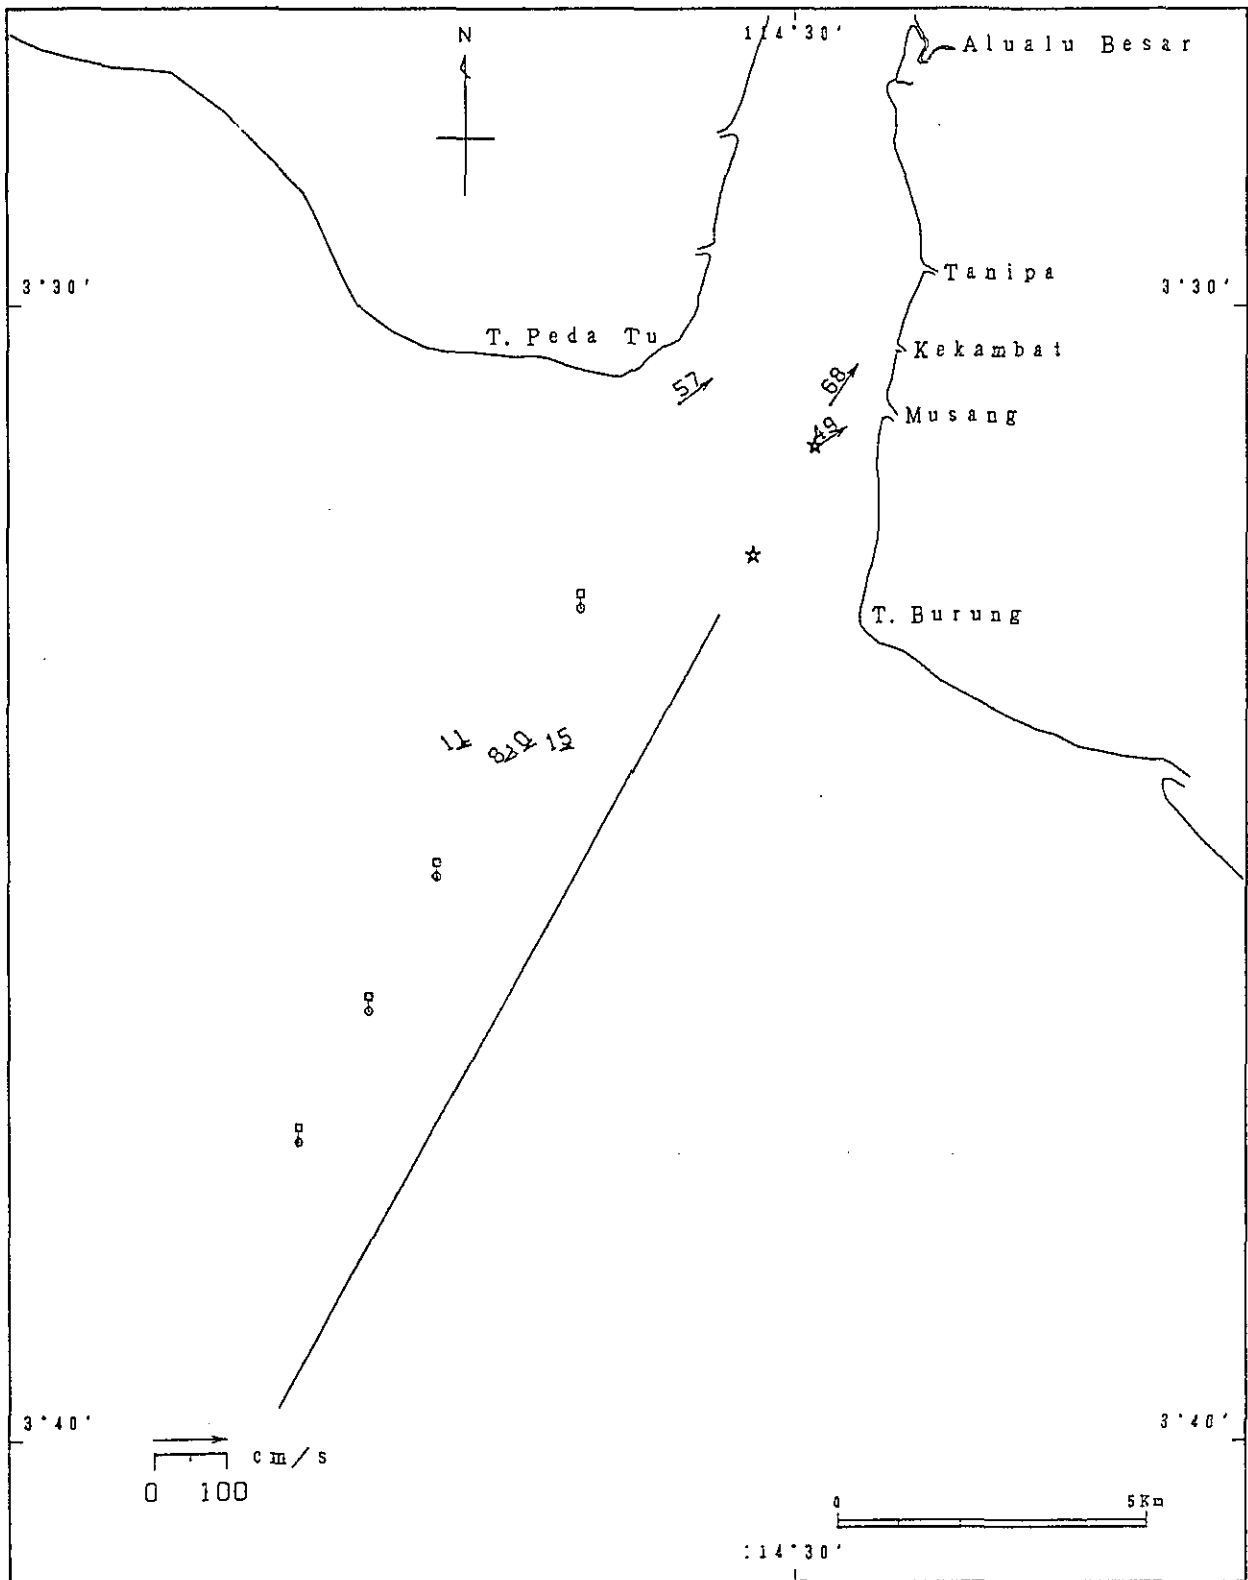 N
114°30'
Alualu Besar
Tanipa
3°30'
3°30'
T. Peda Tu
Kekambat
57
68
Musang
49
T. Burung
11
8
10
15
3°40'
3°40'
cm/s
0 100
0 5Km
114°30'